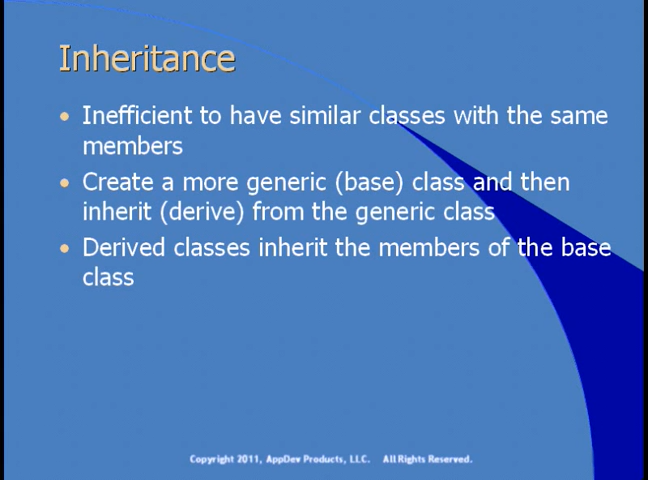 Inheritance
• Inefficient to have similar classes with the same
members
• Create a more generic (base) class and then
inherit (derive) from the generic class
• Derived classes inherit the members of the base
class
Copyright 2011, AppDev Products, LLC. All Rights Reserved.